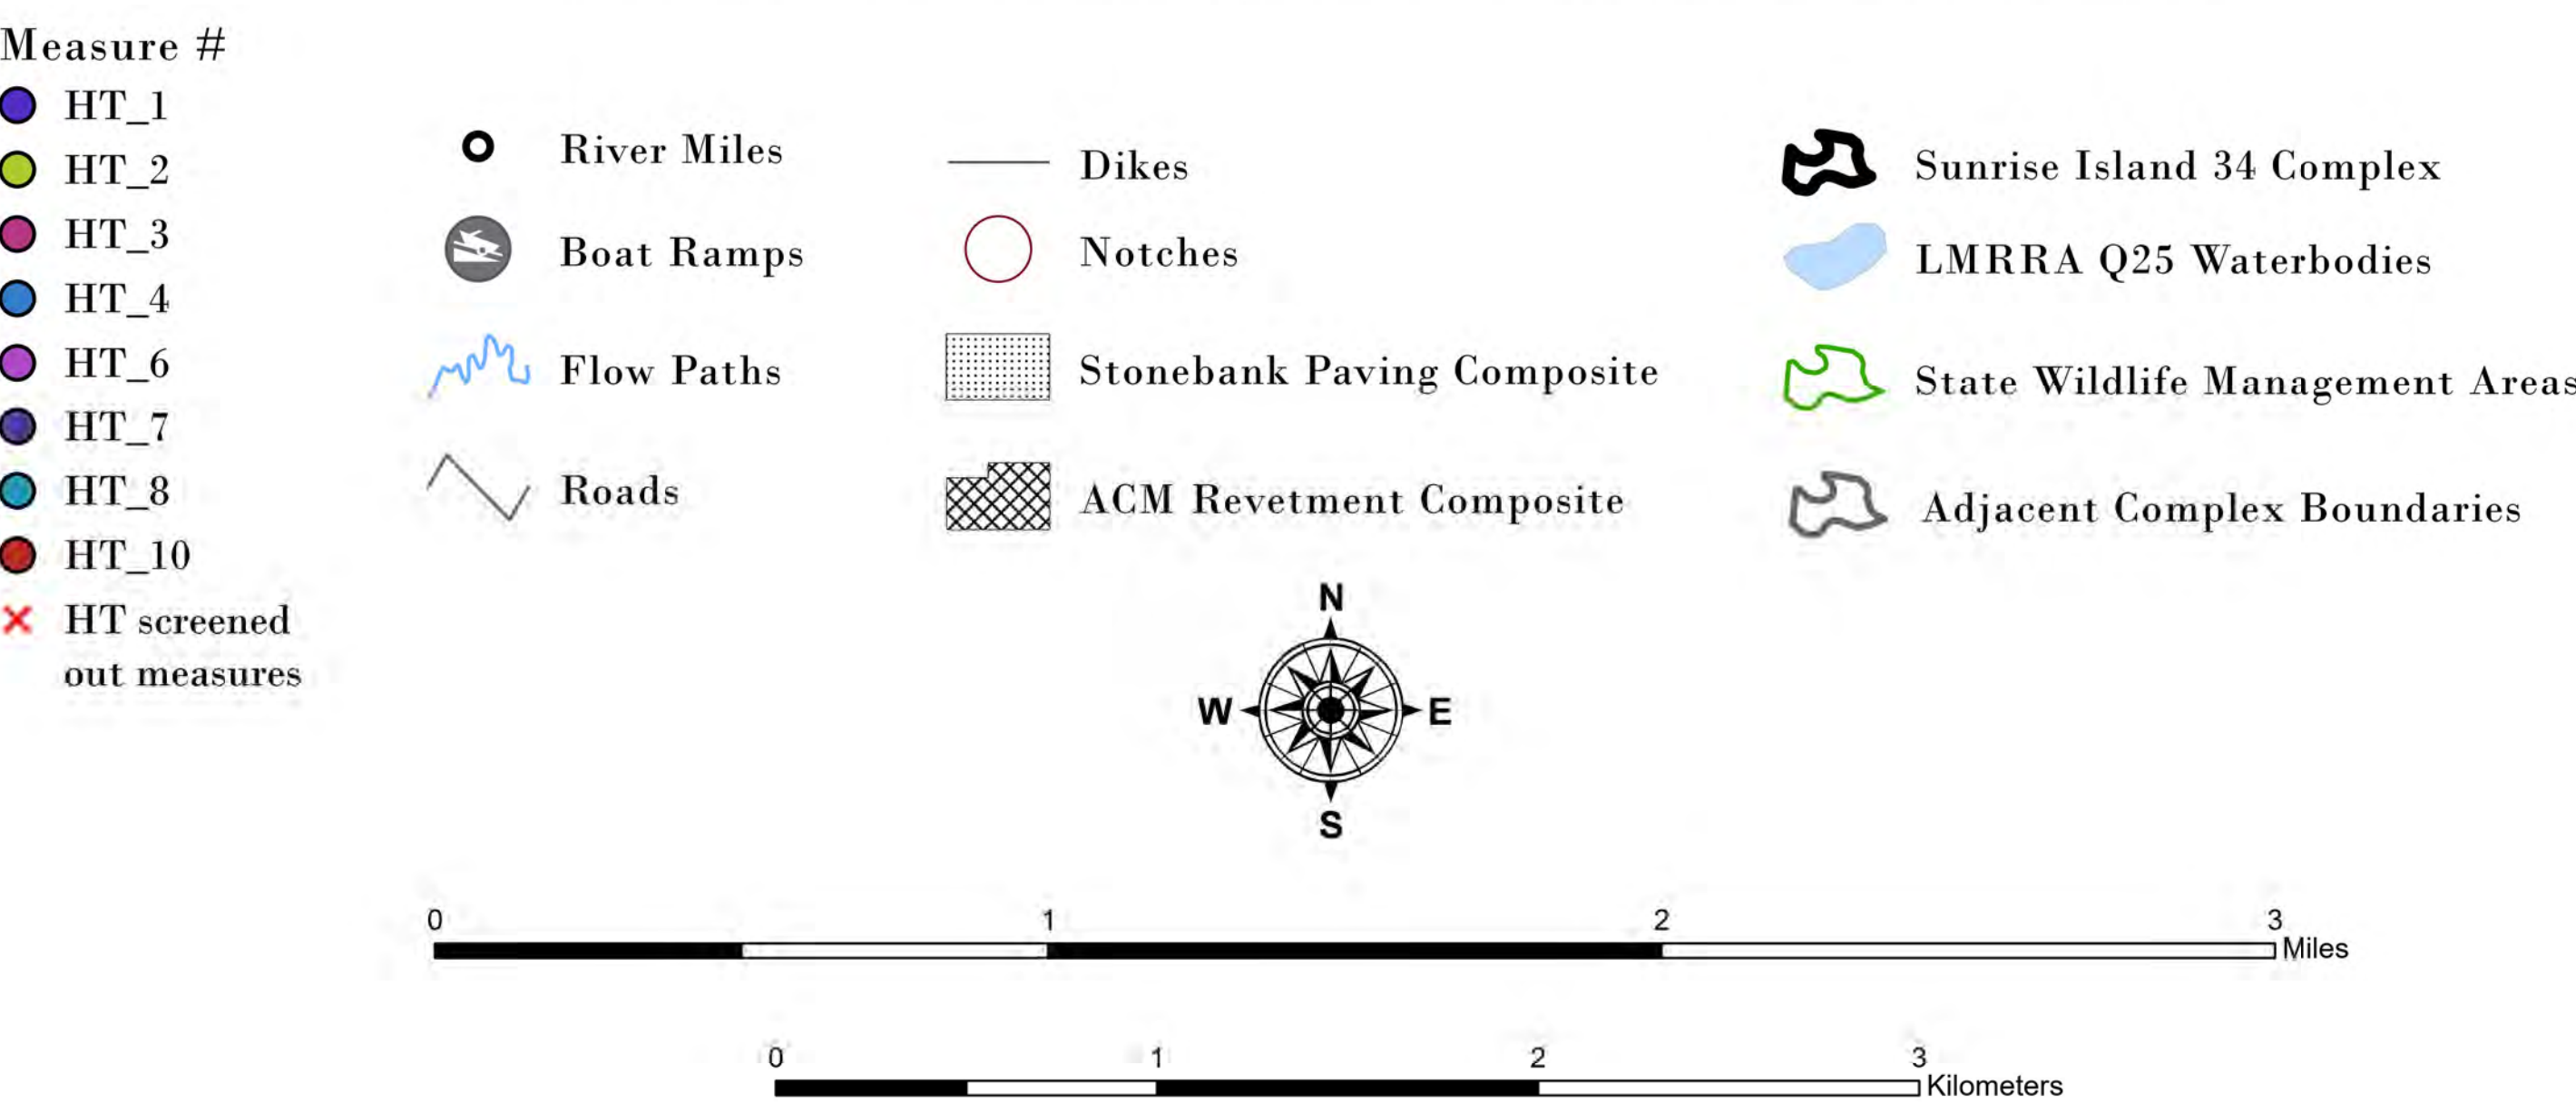 Measure #
HT_1
HT_2
HT_3
HT_4
HT_6
HT_7
HT_8
HT_10
HT screened
out measures
River Miles
Boat Ramps
Flow Paths
Roads
Dikes
Notches
Stonebank Paving Composite
ACM Revetment Composite
Sunrise Island 34 Complex
LMRRA Q25 Waterbodies
State Wildlife Management Areas
Adjacent Complex Boundaries
N
W E
S
0 1 2 3
Miles
0 1 2 3
Kilometers